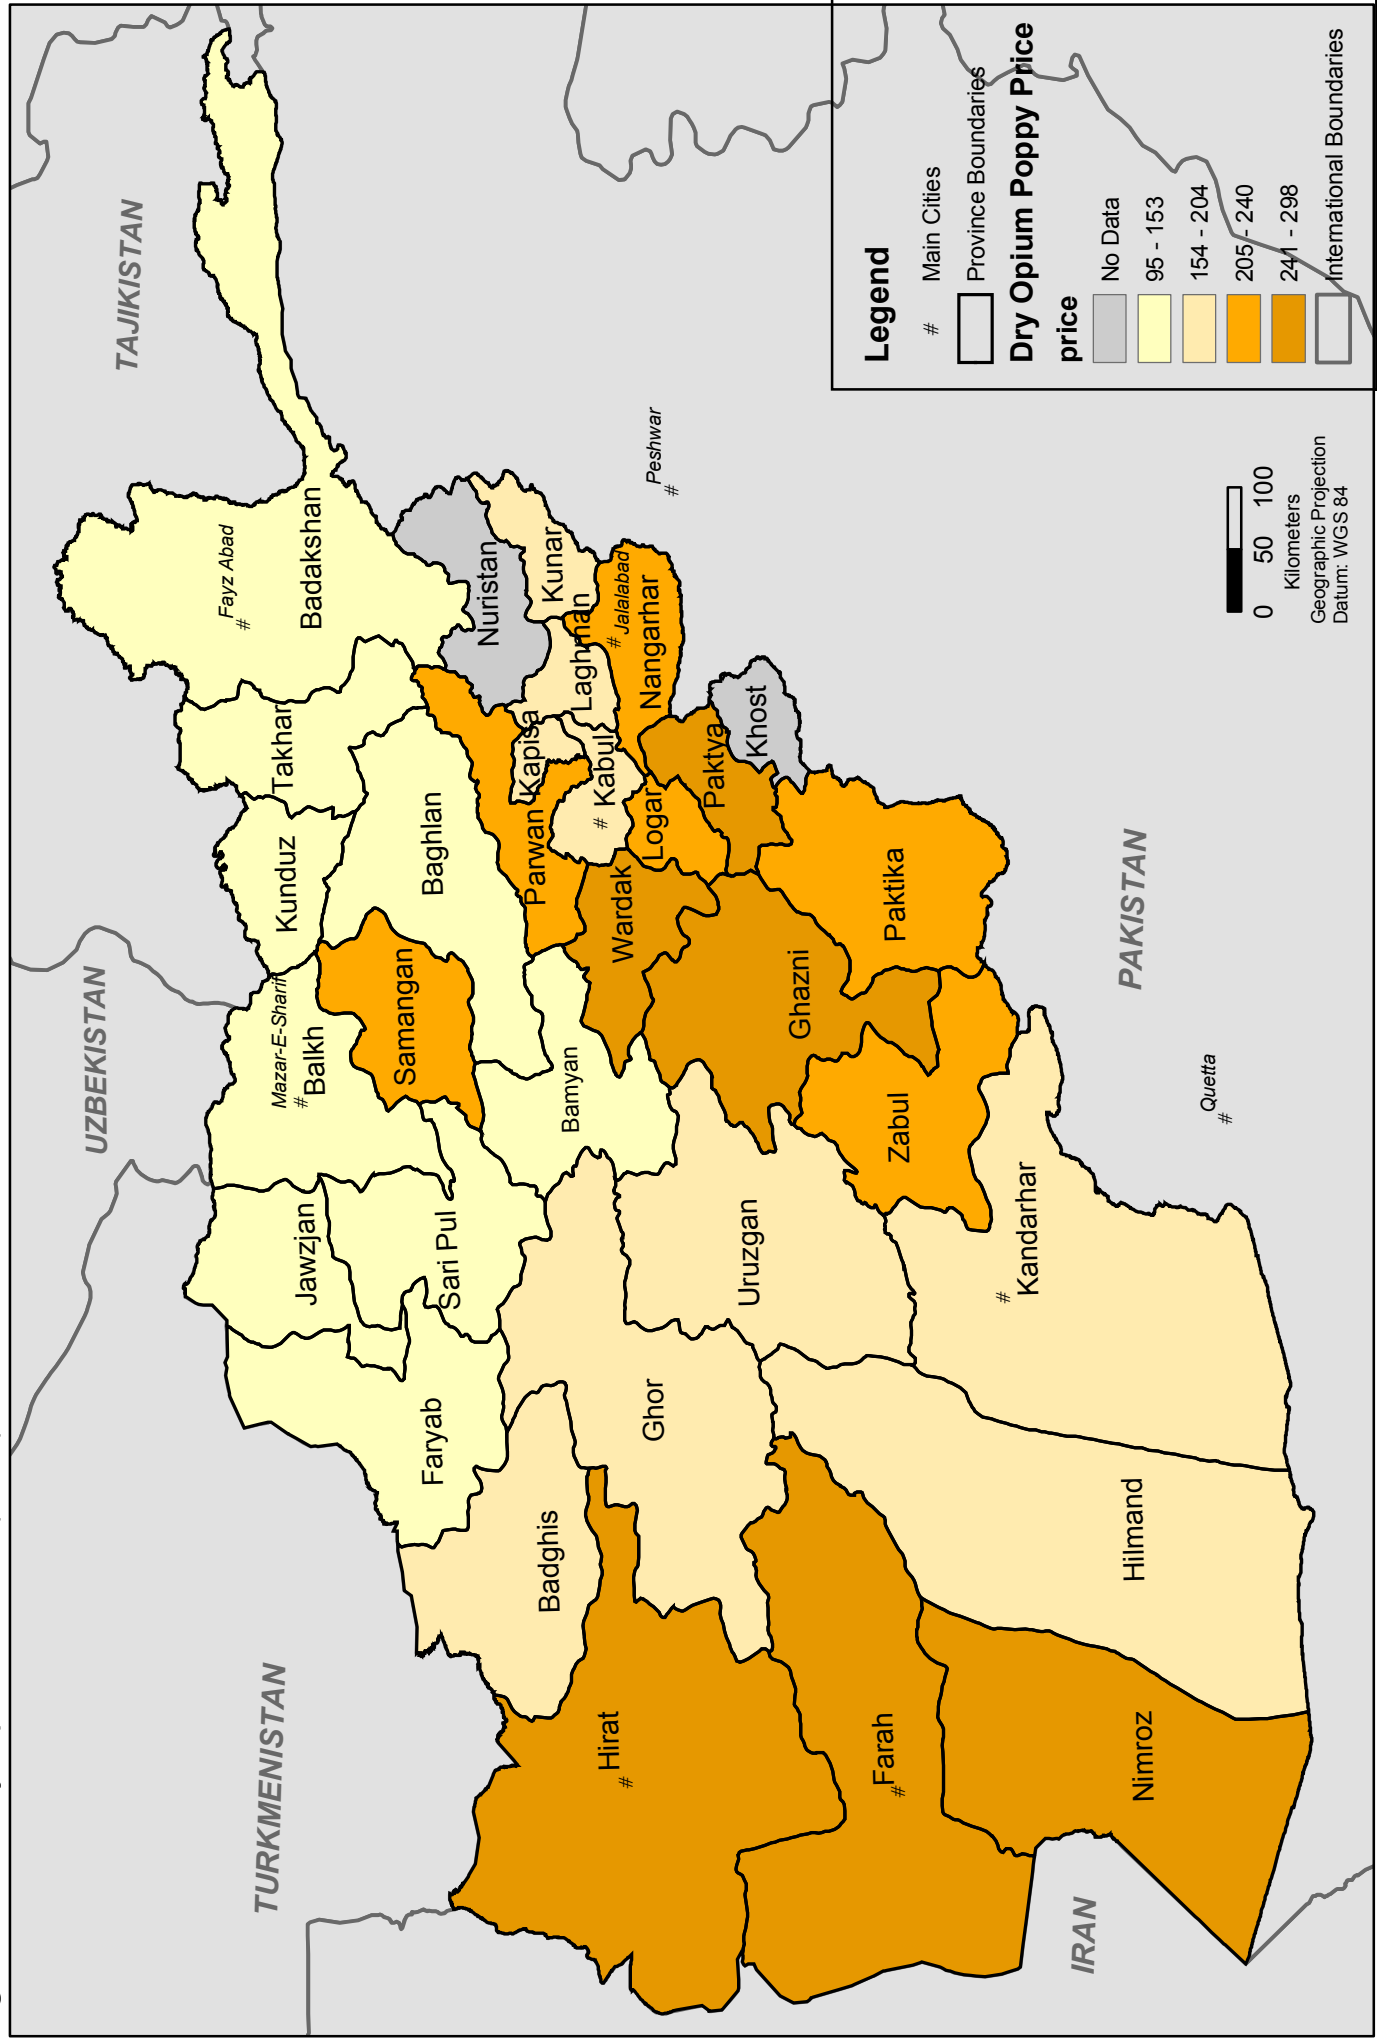 TURKMENISTAN
UZBEKISTAN
TAJIKISTAN
IRAN
PAKISTAN
Fayz Abad
#
Badakshan
Takhar
Kunduz
Mazar-E-Sharif
#
Balkh
Jawzjan
Samangan
Baghlan
Sari Pul
Faryab
Nuristan
Kunar
Kapisa
Laghman
Parwan
Bamyan
Badghis
Kabul
#
Jalalabad
#
Nangarhar
Wardak
Logar
Paktya
Khost
Ghor
Hirat
#
Uruzgan
Ghazni
Paktika
Zabul
Farah
#
Kandarhar
#
Hilmand
Nimroz
Peshwar
#
Quetta
#
0 50 100
Kilometers
Geographic Projection
Datum: WGS 84
Legend
# Main Cities
Province Boundaries
Dry Opium Poppy Price
price
No Data
95 - 153
154 - 204
205 - 240
241 - 298
International Boundaries